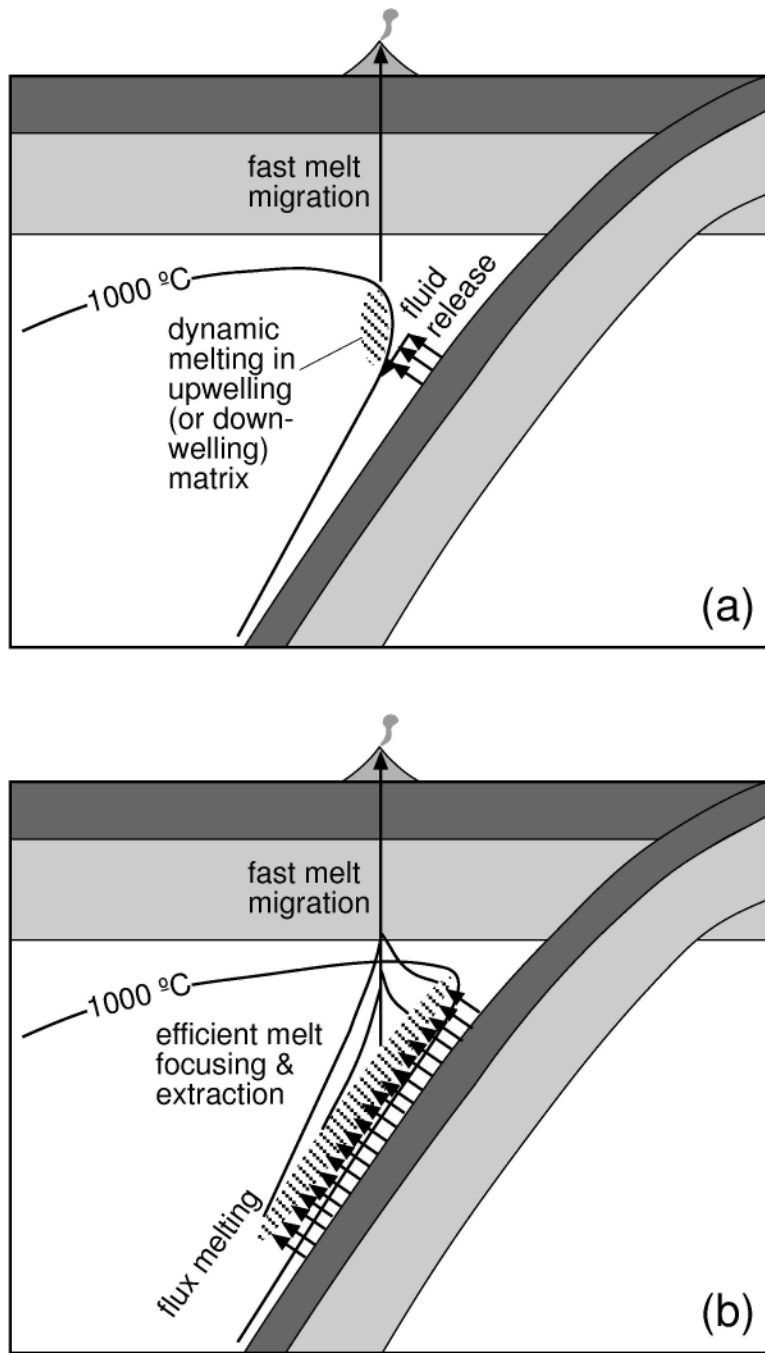 fast melt
migration
1000 ºC
fluid
release
dynamic
melting in
upwelling
(or down-
welling)
matrix
(a)
fast melt
migration
1000 ºC
efficient melt
focusing &
extraction
flux melting
(b)